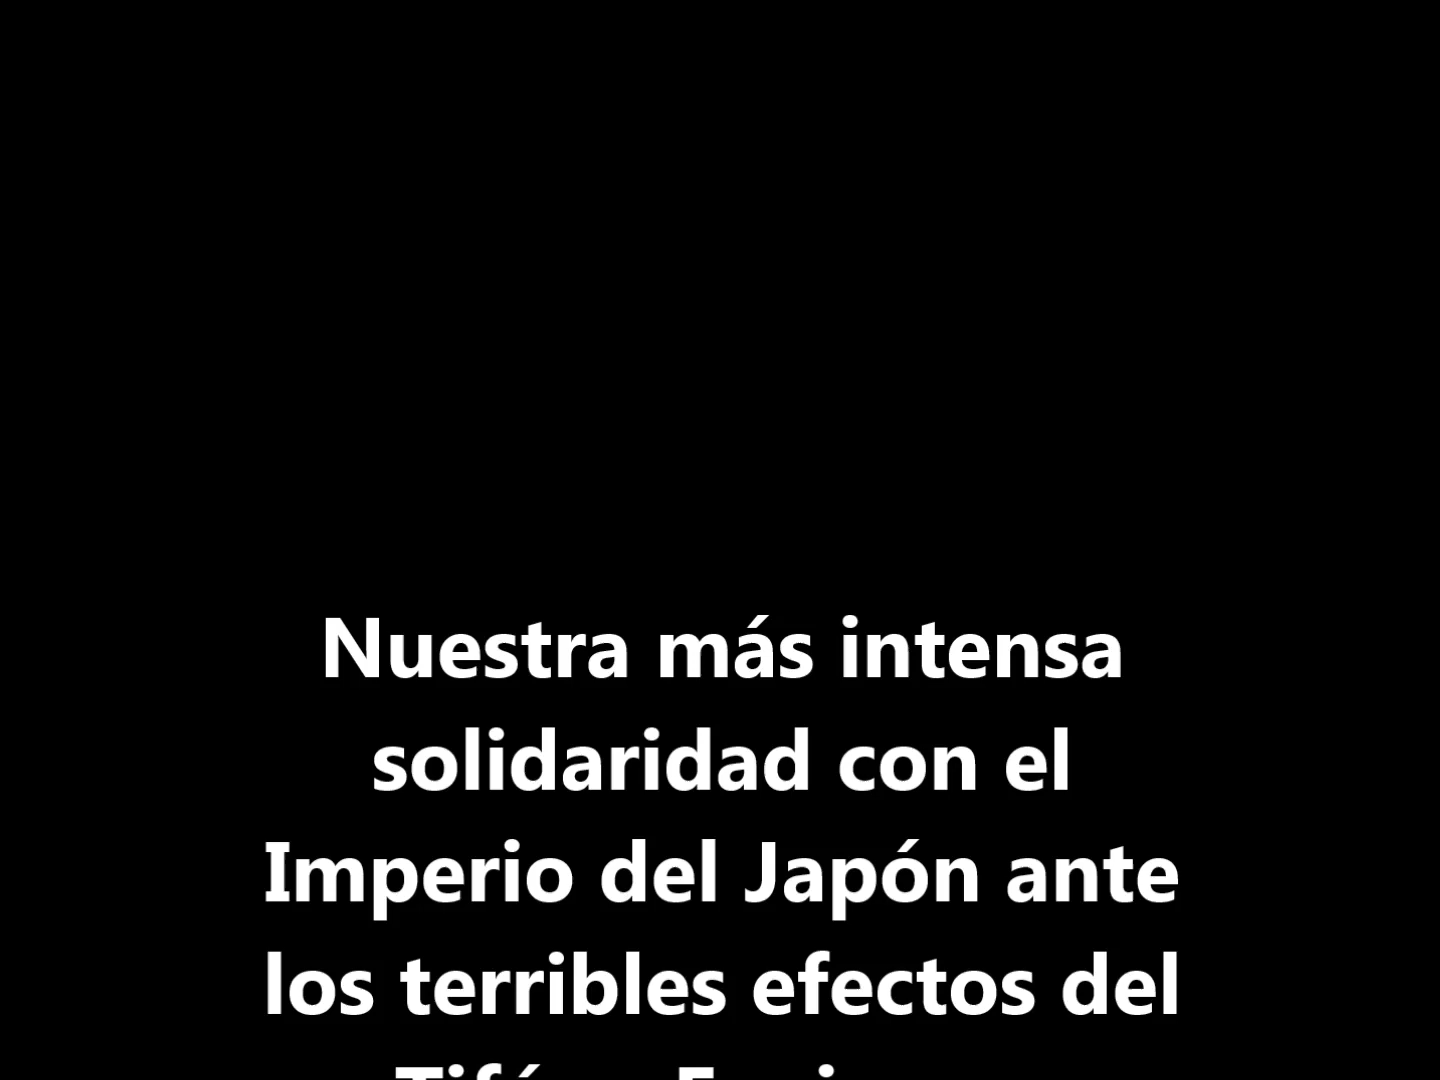 Nuestra más intensa
solidaridad con el
Imperio del Japón ante
los terribles efectos del